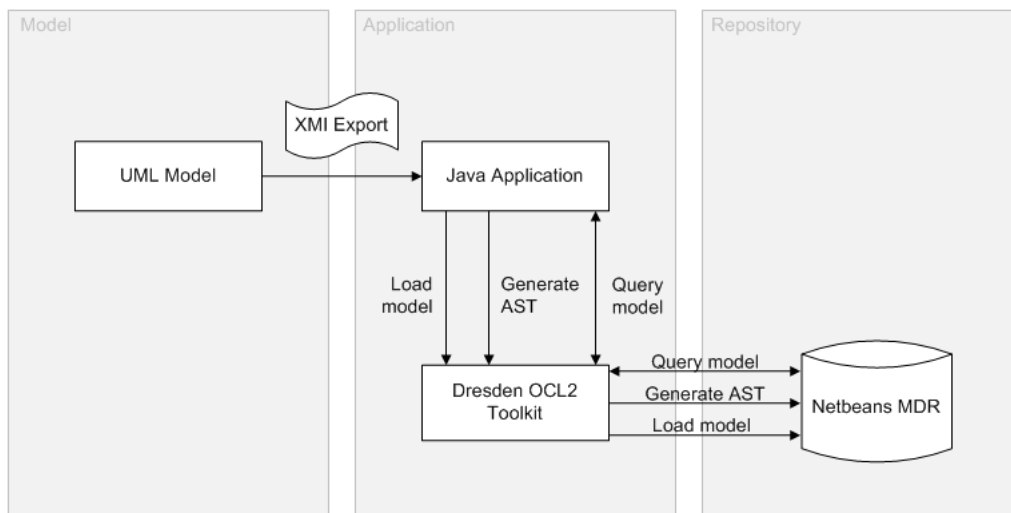 Model
Application
Repository
XMI Export
UML Model
Java Application
Load
model
Generate
AST
Query
model
Dresden OCL2
Toolkit
Query model
Generate AST
Load model
Netbeans MDR